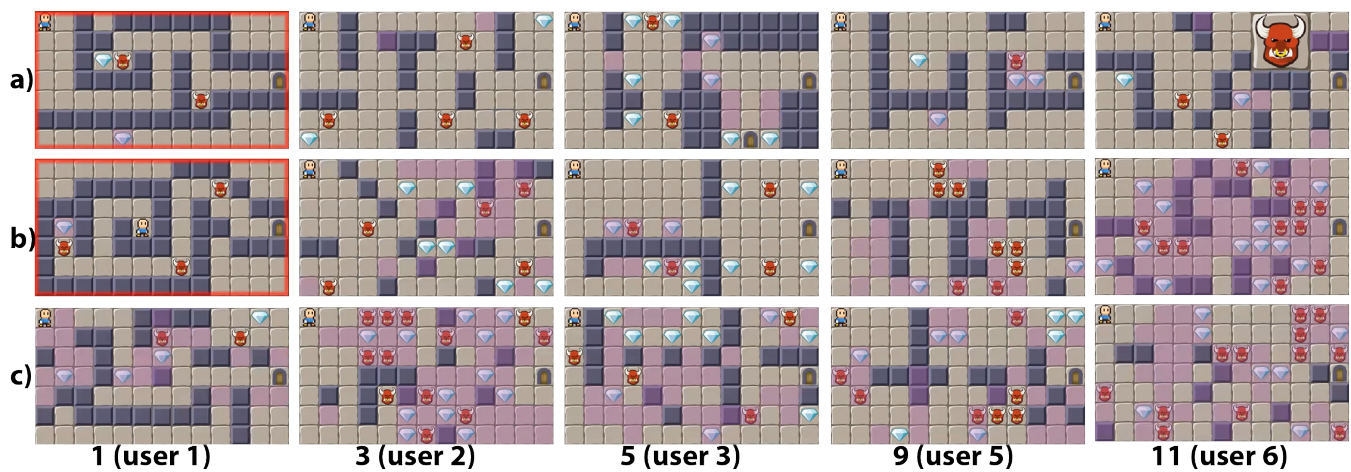 a)
b)
c)
1 (user 1) 3 (user 2) 5 (user 3) 9 (user 5) 11 (user 6)